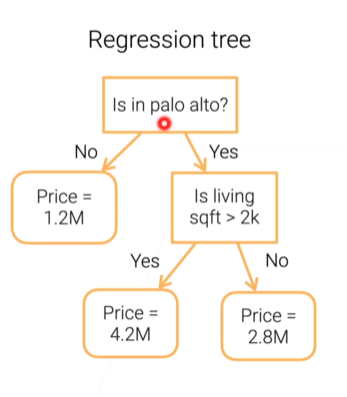 Regression tree
Is in palo alto?
No
Yes
Price =
1.2M
Is living
sqft > 2k
Yes
No
Price =
4.2M
Price =
2.8M